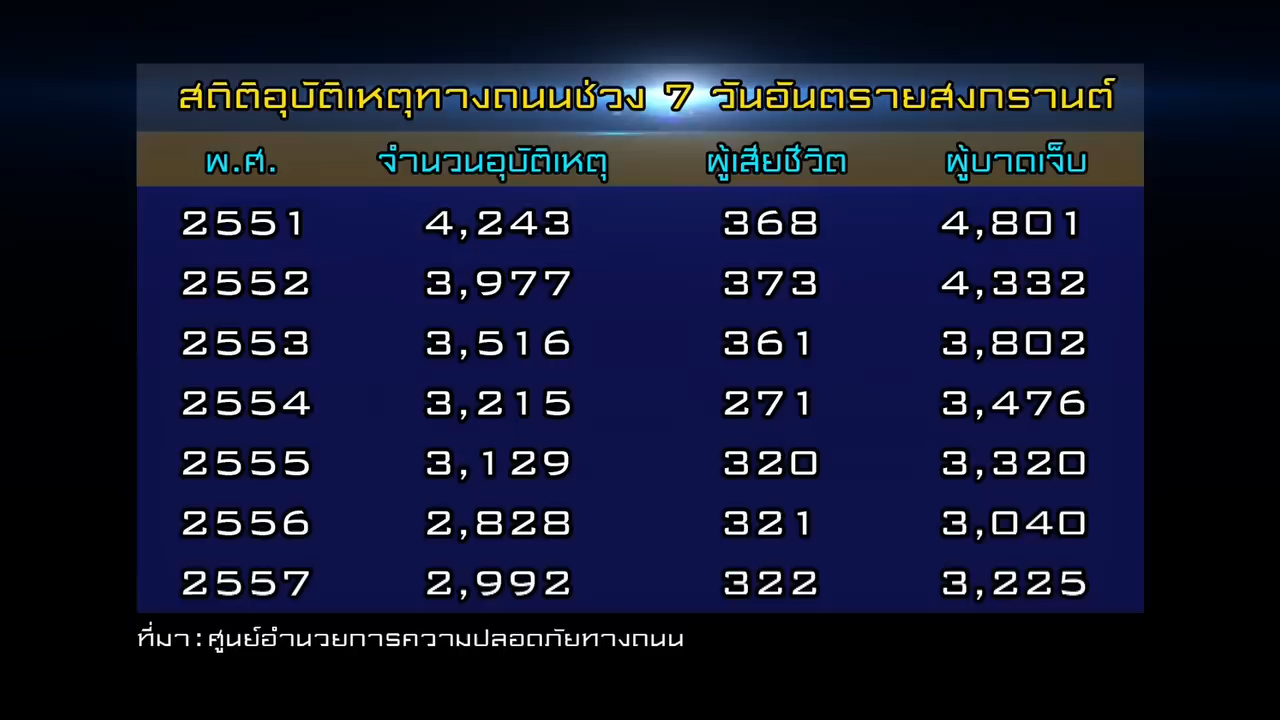 สถิติอุบัติเหตุทางถนนช่วง 7 วันอันตรายสงกรานต์
พ.ศ. จำนวนอุบัติเหตุ ผู้เสียชีวิต ผู้บาดเจ็บ
2551 4,243 368 4,801
2552 3,977 373 4,332
2553 3,516 361 3,802
2554 3,215 271 3,476
2555 3,129 320 3,320
2556 2,828 321 3,040
2557 2,992 322 3,225
ที่มา : ศูนย์อำนวยการความปลอดภัยทางถนน